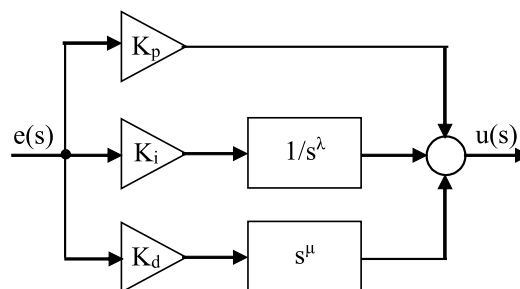 K_p
e(s)
K_i
1/s^λ
u(s)
K_d
s^μ